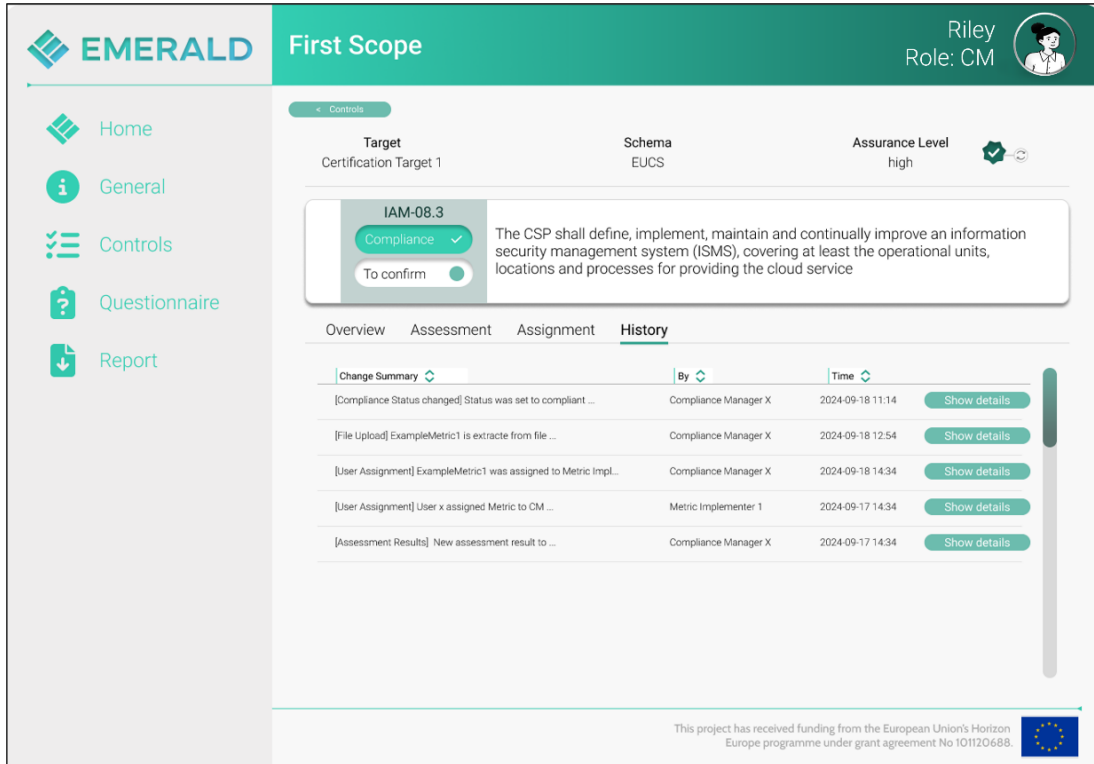 EMERALD
First Scope
Riley
Role: CM
Home
General
Controls
Questionnaire
Report
< Controls
Target
Certification Target 1
Schema
EUCS
Assurance Level
high
IAM-08.3
Compliance
To confirm
The CSP shall define, implement, maintain and continually improve an information
security management system (ISMS), covering at least the operational units,
locations and processes for providing the cloud service
Overview Assessment Assignment History
Change Summary By Time
[Compliance Status changed] Status was set to compliant ... Compliance Manager X 2024-09-18 11:14 Show details
[File Upload] ExampleMetric1 is extracte from file ... Compliance Manager X 2024-09-18 12:54 Show details
[User Assignment] ExampleMetric1 was assigned to Metric Impl... Compliance Manager X 2024-09-18 14:34 Show details
[User Assignment] User x assigned Metric to CM ... Metric Implementer 1 2024-09-17 14:34 Show details
[Assessment Results] New assessment result to ... Compliance Manager X 2024-09-17 14:34 Show details
This project has received funding from the European Union's Horizon
Europe programme under grant agreement No 101120688.